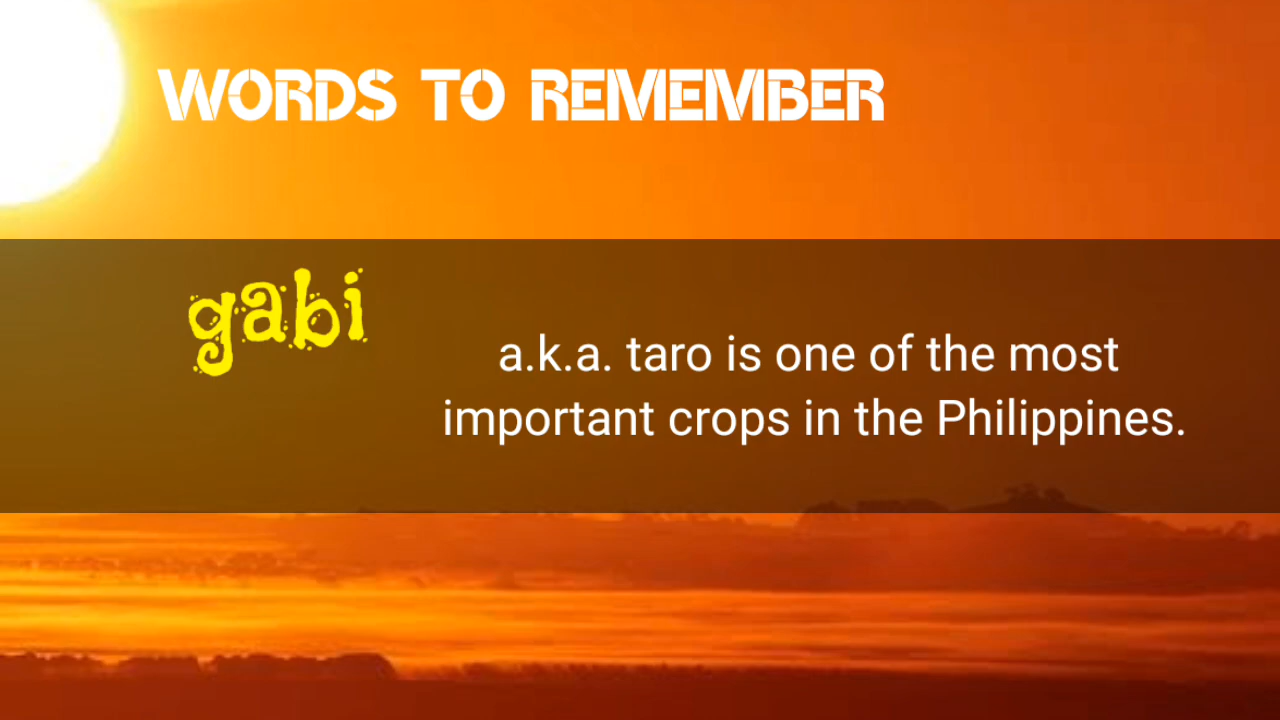 WORDS TO REMEMBER
gabi
a.k.a. taro is one of the most
important crops in the Philippines.